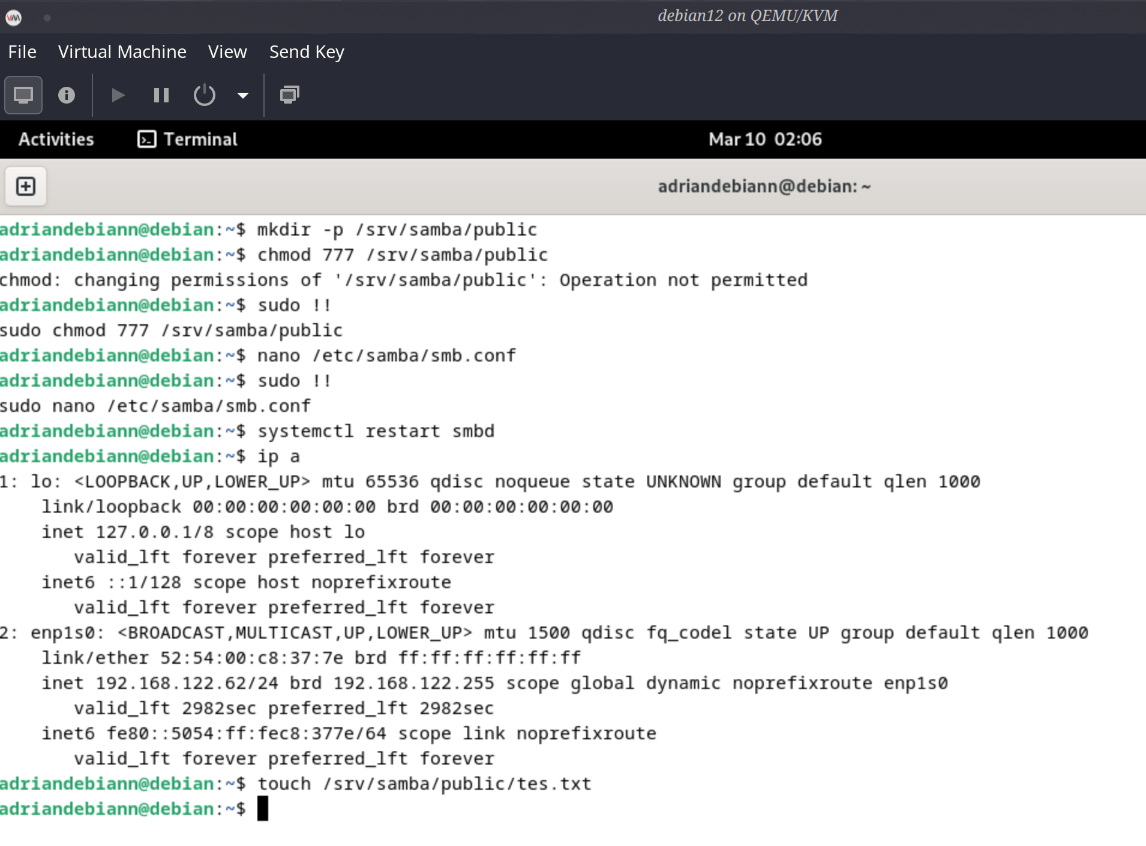 debian12 on QEMU/KVM
File Virtual Machine View Send Key
Activities Terminal Mar 10 02:06
adriandebiann@debian: ~
adriandebiann@debian:~$ mkdir -p /srv/samba/public
adriandebiann@debian:~$ chmod 777 /srv/samba/public
chmod: changing permissions of '/srv/samba/public': Operation not permitted
adriandebiann@debian:~$ sudo !!
sudo chmod 777 /srv/samba/public
adriandebiann@debian:~$ nano /etc/samba/smb.conf
adriandebiann@debian:~$ sudo !!
sudo nano /etc/samba/smb.conf
adriandebiann@debian:~$ systemctl restart smbd
adriandebiann@debian:~$ ip a
1: lo: <LOOPBACK,UP,LOWER_UP> mtu 65536 qdisc noqueue state UNKNOWN group default qlen 1000
    link/loopback 00:00:00:00:00:00 brd 00:00:00:00:00:00
    inet 127.0.0.1/8 scope host lo
       valid_lft forever preferred_lft forever
    inet6 ::1/128 scope host noprefixroute
       valid_lft forever preferred_lft forever
2: enp1s0: <BROADCAST,MULTICAST,UP,LOWER_UP> mtu 1500 qdisc fq_codel state UP group default qlen 1000
    link/ether 52:54:00:c8:37:7e brd ff:ff:ff:ff:ff:ff
    inet 192.168.122.62/24 brd 192.168.122.255 scope global dynamic noprefixroute enp1s0
       valid_lft 2982sec preferred_lft 2982sec
    inet6 fe80::5054:ff:fec8:377e/64 scope link noprefixroute
       valid_lft forever preferred_lft forever
adriandebiann@debian:~$ touch /srv/samba/public/tes.txt
adriandebiann@debian:~$